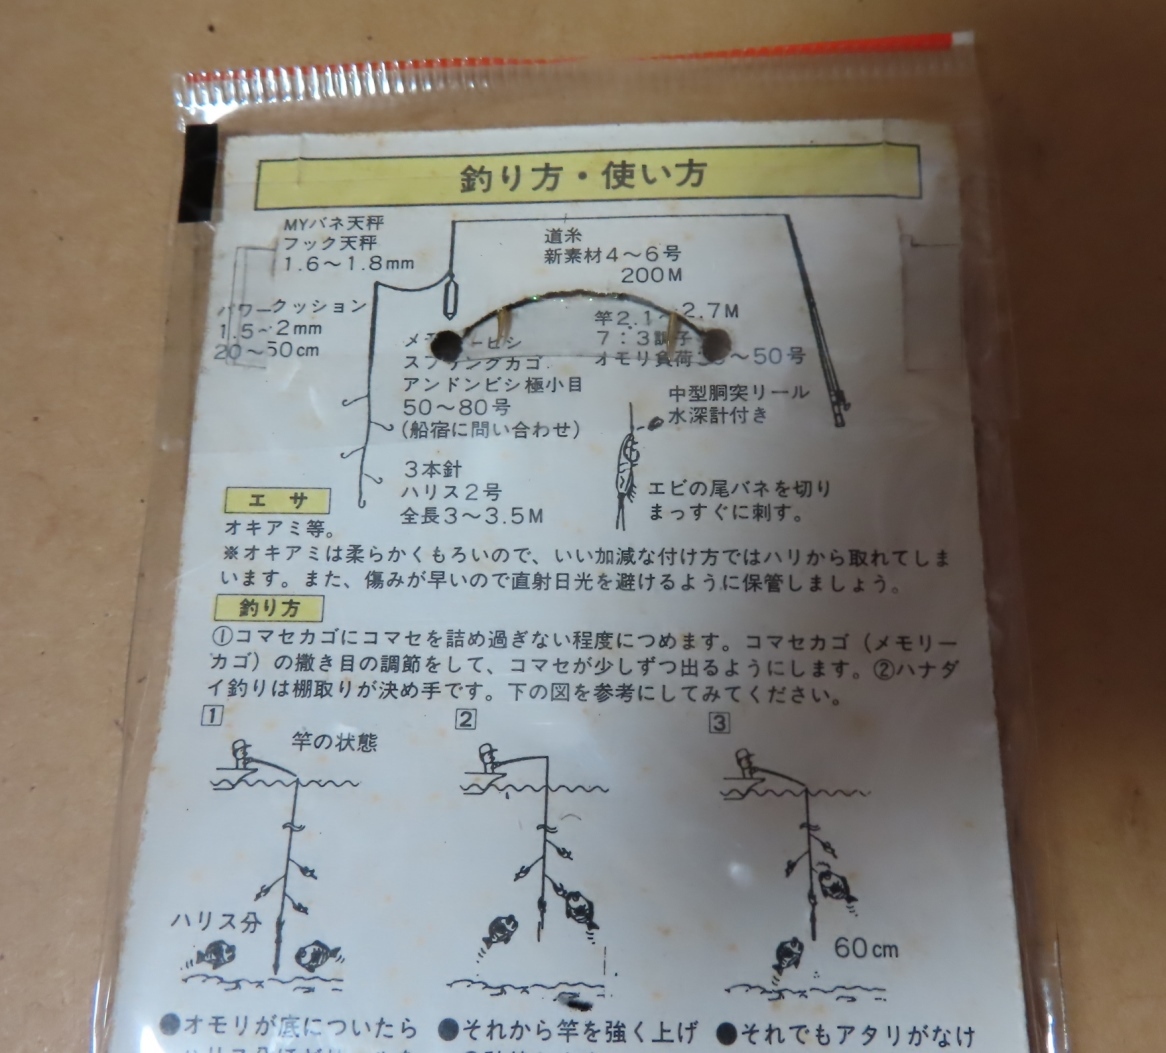 釣り方・使い方
MYバネ天秤
フック天秤
1.6〜1.8mm
パワークッション
1.5〜2mm
20〜50cm
道糸
新素材4〜6号
200M
竿2.1〜2.7M
7:3調子
オモリ負荷 〜50号
ビシ
スプリングカゴ
アンドンビシ極小目
50〜80号
(船宿に問い合わせ)
中型胴突リール
水深計付き
3本針
ハリス2号
全長3〜3.5M
エビの尾バネを切り
まっすぐに刺す。
エサ
オキアミ等。
※オキアミは柔らかくもろいので、いい加減な付け方ではハリから取れてしま
います。また、傷みが早いので直射日光を避けるように保管しましょう。
釣り方
①コマセカゴにコマセを詰め過ぎない程度につめます。コマセカゴ(メモリー
カゴ)の撒き目の調節をして、コマセが少しずつ出るようにします。②ハナダ
イ釣りは棚取りが決め手です。下の図を参考にしてみてください。
1
竿の状態
2
3
ハリス分
60cm
●オモリが底についたら
●それから竿を強く上げ
●それでもアタリがなけ